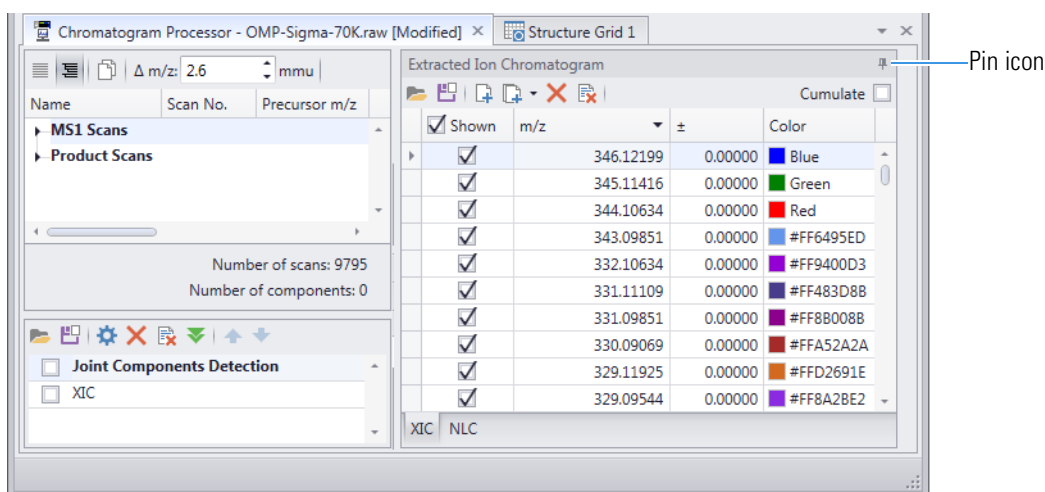 Chromatogram Processor - OMP-Sigma-70K.raw [Modified] Structure Grid 1
Δ m/z: 2.6 mmu
Name Scan No. Precursor m/z
MS1 Scans
Product Scans
Number of scans: 9795
Number of components: 0
Joint Components Detection
XIC
Extracted Ion Chromatogram
Pin icon
Cumulate
Shown m/z ± Color
346.12199 0.00000 Blue
345.11416 0.00000 Green
344.10634 0.00000 Red
343.09851 0.00000 #FF6495ED
332.10634 0.00000 #FF9400D3
331.11109 0.00000 #FF483D8B
331.09851 0.00000 #FF8B008B
330.09069 0.00000 #FFA52A2A
329.11925 0.00000 #FFD2691E
329.09544 0.00000 #FF8A2BE2
XIC NLC